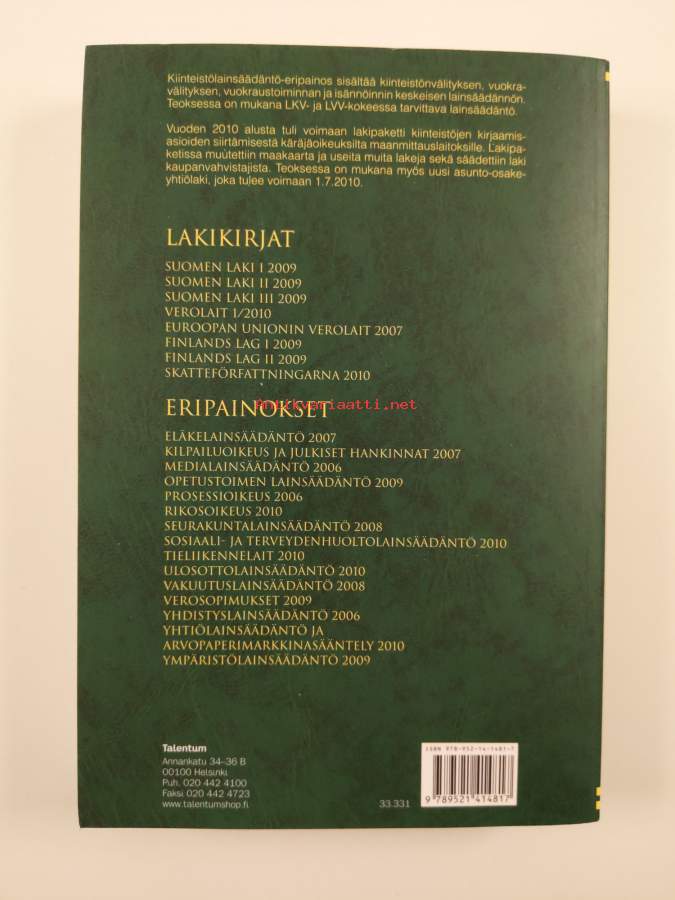 Kiinteistölainsäädäntö-eripainos sisältää kiinteistönvälityksen, vuokra-
välityksen, vuokraustoiminnan ja isännöinnin keskeisen lainsäädännön.
Teoksessa on mukana LKV- ja LVV-kokeessa tarvittava lainsäädäntö.
Vuoden 2010 alusta tuli voimaan lakipaketti kiinteistöjen kirjaamis-
asioiden siirtämisestä käräjäoikeuksilta maanmittauslaitoksille. Lakipa-
ketissa muutettiin maakaarta ja useita muita lakeja sekä säädettiin laki
kaupanvahvistajista. Teoksessa on mukana myös uusi asunto-osake-
yhtiölaki, joka tulee voimaan 1.7.2010.
LAKIKIRJAT
SUOMEN LAKI I 2009
SUOMEN LAKI II 2009
SUOMEN LAKI III 2009
VEROLAIT 1/2010
EUROOPAN UNIONIN VEROLAIT 2007
FINLANDS LAG I 2009
FINLANDS LAG II 2009
SKATTEFÖRFATTNINGARNA 2010
Antikvariaatti.net
ERIPAINOKSET
ELÄKELAINSÄÄDÄNTÖ 2007
KILPAILUOIKEUS JA JULKISET HANKINNAT 2007
MEDIALAINSÄÄDÄNTÖ 2006
OPETUSTOIMEN LAINSÄÄDÄNTÖ 2009
PROSESSIOIKEUS 2006
RIKOSOIKEUS 2010
SEURAKUNTALAINSÄÄDÄNTÖ 2008
SOSIAALI- JA TERVEYDENHUOLTOLAINSÄÄDÄNTÖ 2010
TIELIIKENNELAIT 2010
ULOSOTTOLAINSÄÄDÄNTÖ 2010
VAKUUTUSLAINSÄÄDÄNTÖ 2008
VEROSOPIMUKSET 2009
YHDISTYSLAINSÄÄDÄNTÖ 2006
YHTIÖLAINSÄÄDÄNTÖ JA
ARVOPAPERIMARKKINASÄÄNTELY 2010
YMPÄRISTÖLAINSÄÄDÄNTÖ 2009
Talentum
Annankatu 34–36 B
00100 Helsinki
Puh. 020 442 4100
Faksi 020 442 4723
www.talentumshop.fi
33.331
ISBN 978-952-14-1481-7
9 789521 414817